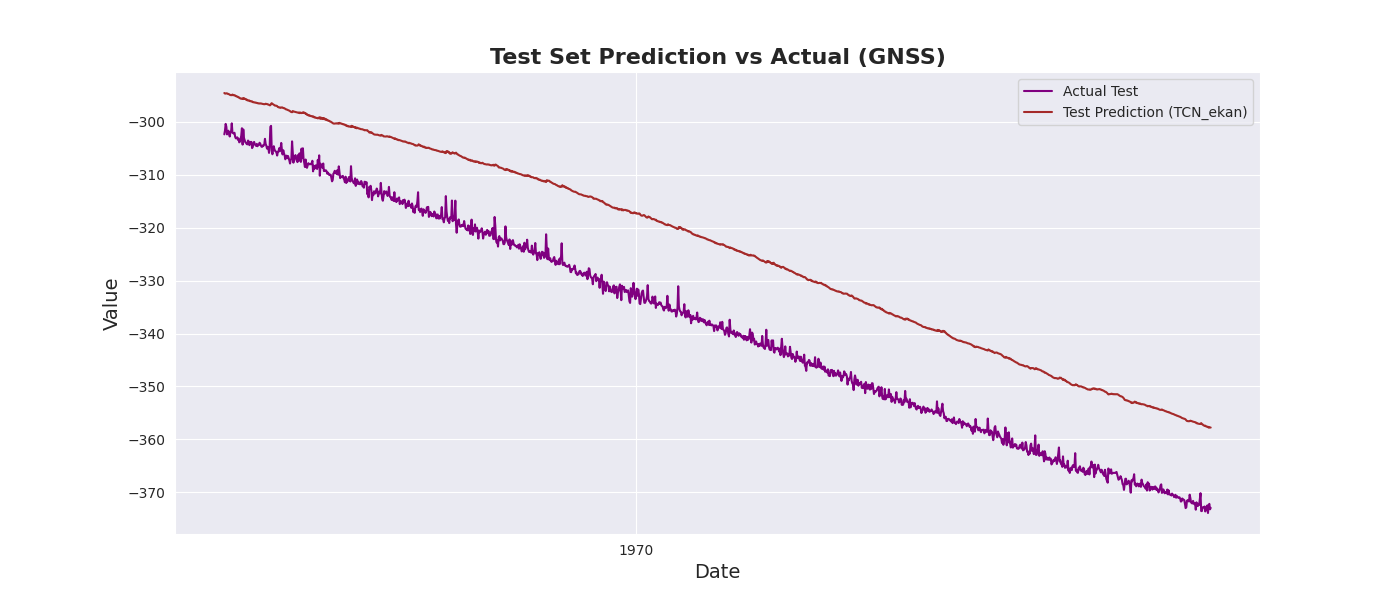 Test Set Prediction vs Actual (GNSS)
Actual Test
Test Prediction (TCN_ekan)
−300
−310
−320
−330
−340
−350
−360
−370
Value
1970
Date